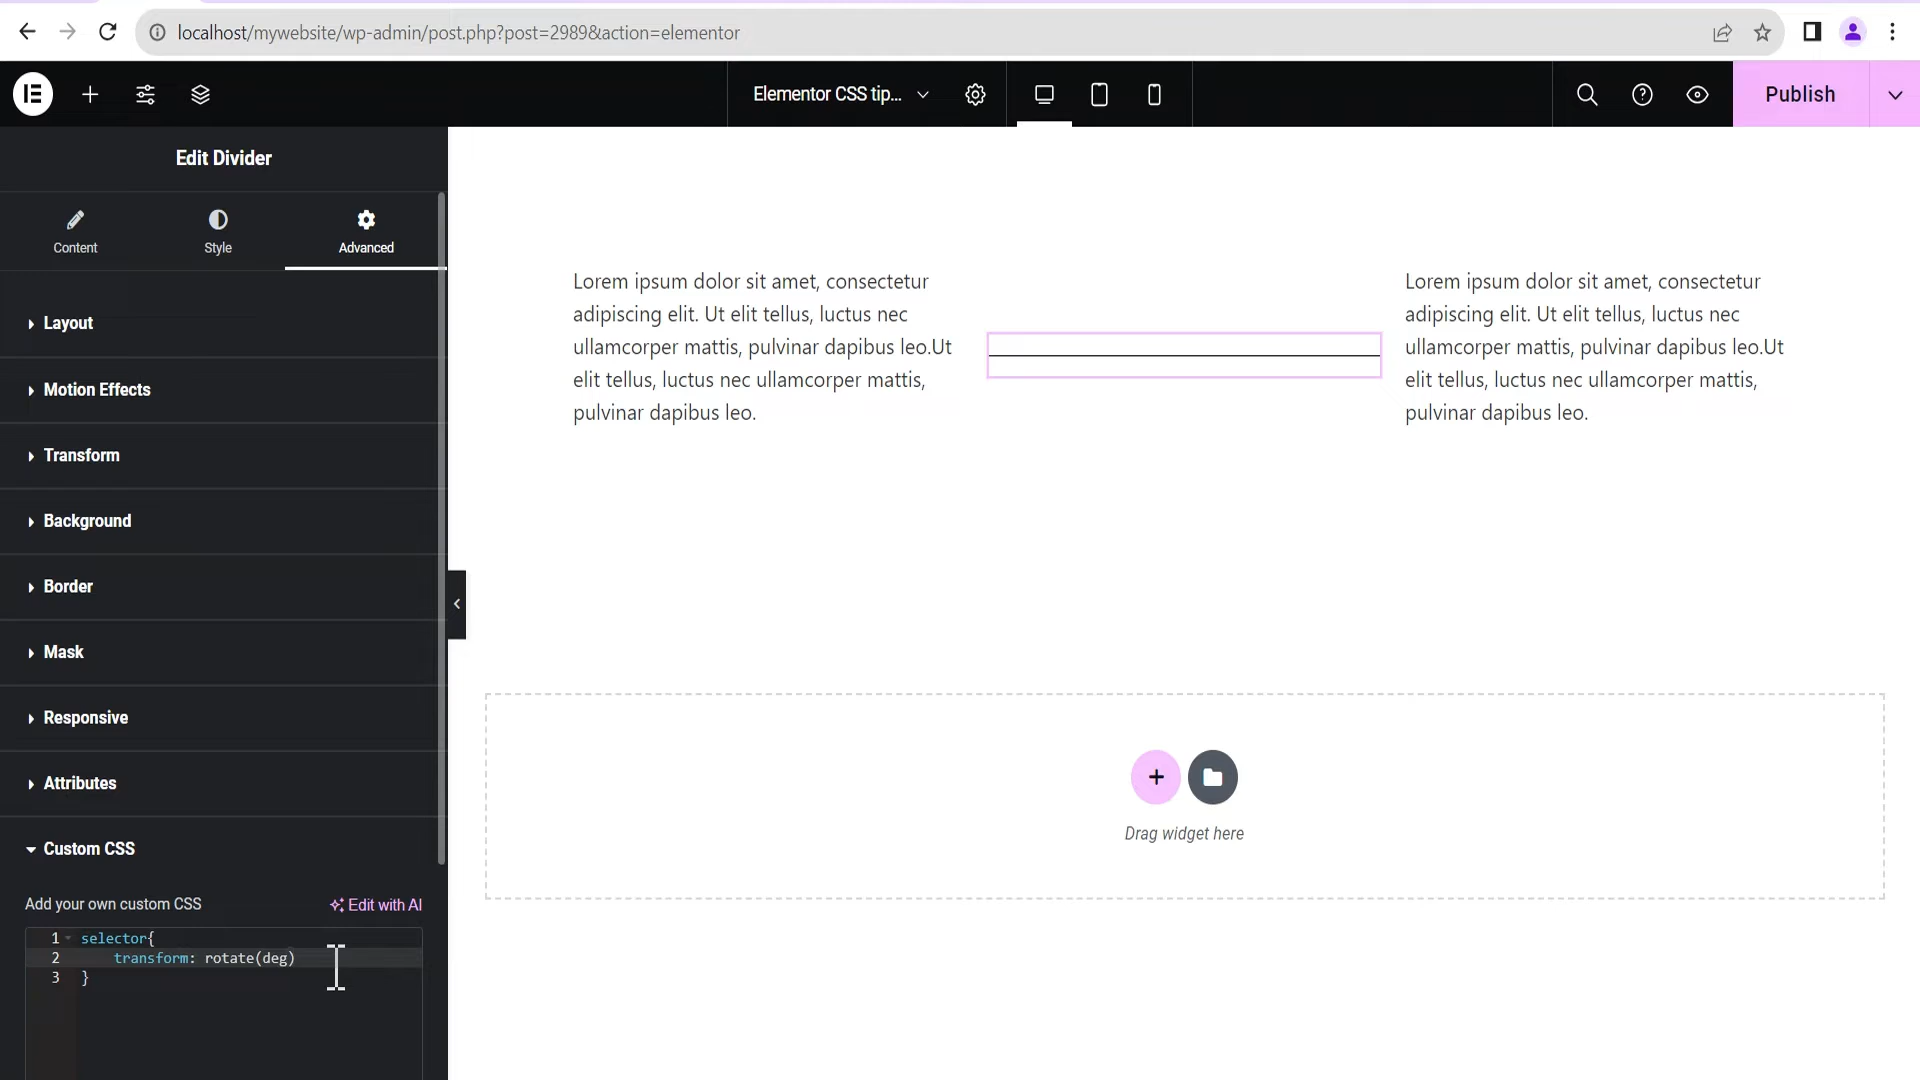 localhost/mywebsite/wp-admin/post.php?post=2989&action=elementor
Elementor CSS tip...
Publish
Edit Divider
Content
Style
Advanced
Layout
Motion Effects
Transform
Background
Border
Mask
Responsive
Attributes
Custom CSS
Add your own custom CSS
Edit with AI
1 selector{
2 transform: rotate(deg)
3 }
Lorem ipsum dolor sit amet, consectetur
adipiscing elit. Ut elit tellus, luctus nec
ullamcorper mattis, pulvinar dapibus leo.Ut
elit tellus, luctus nec ullamcorper mattis,
pulvinar dapibus leo.
Lorem ipsum dolor sit amet, consectetur
adipiscing elit. Ut elit tellus, luctus nec
ullamcorper mattis, pulvinar dapibus leo.Ut
elit tellus, luctus nec ullamcorper mattis,
pulvinar dapibus leo.
Drag widget here